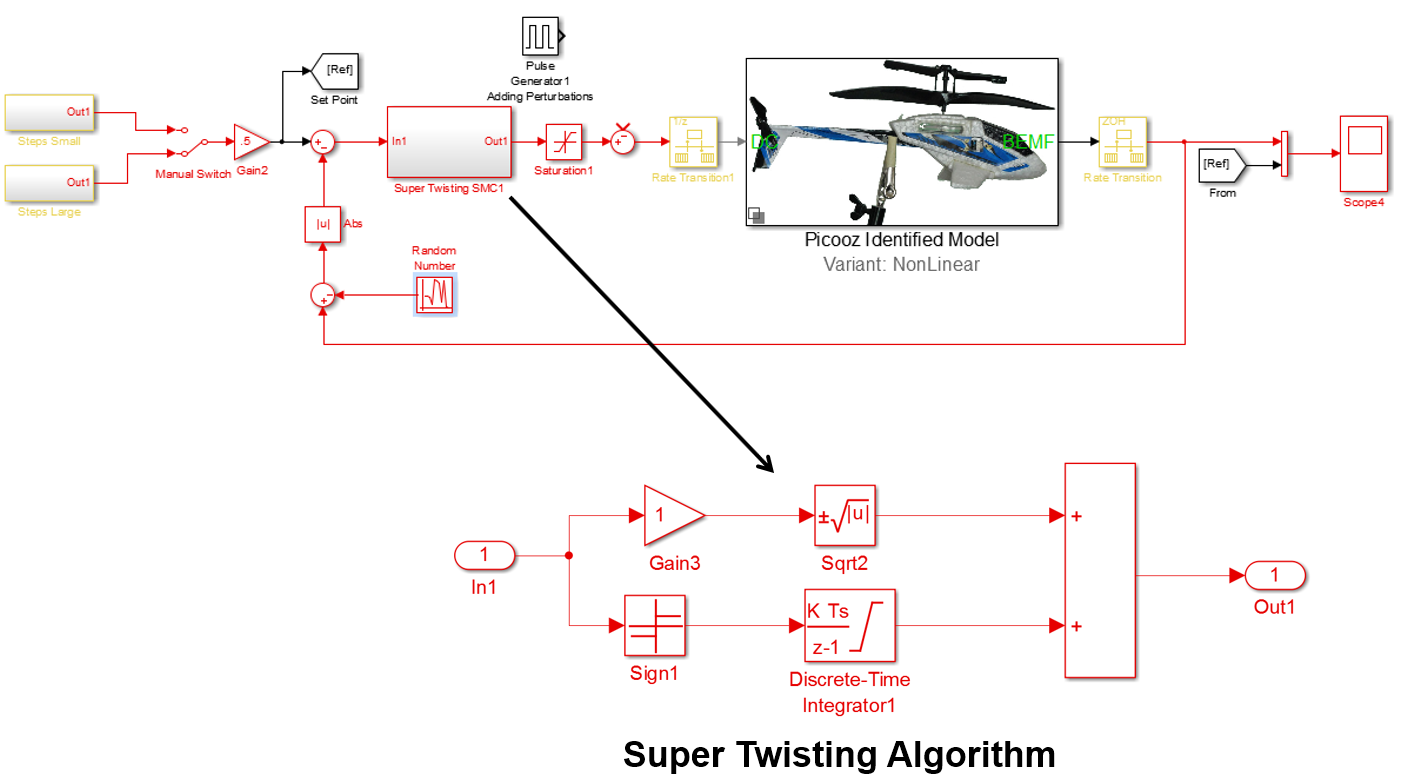 Pulse
Generator1
Adding Perturbations
[Ref]
Set Point
Out1
Steps Small
Out1
Steps Large
Manual Switch
.5
Gain2
+
−
In1
Out1
Super Twisting SMC1
Saturation1
+
−
1/z
Rate Transition1
DC
BEMF
Picooz Identified Model
Variant: NonLinear
ZOH
Rate Transition
[Ref]
From
Scope4
|u|
Abs
Random
Number
−
+
1
In1
1
Gain3
±√|u|
Sqrt2
Sign1
K Ts
z-1
Discrete-Time
Integrator1
+
+
1
Out1
Super Twisting Algorithm